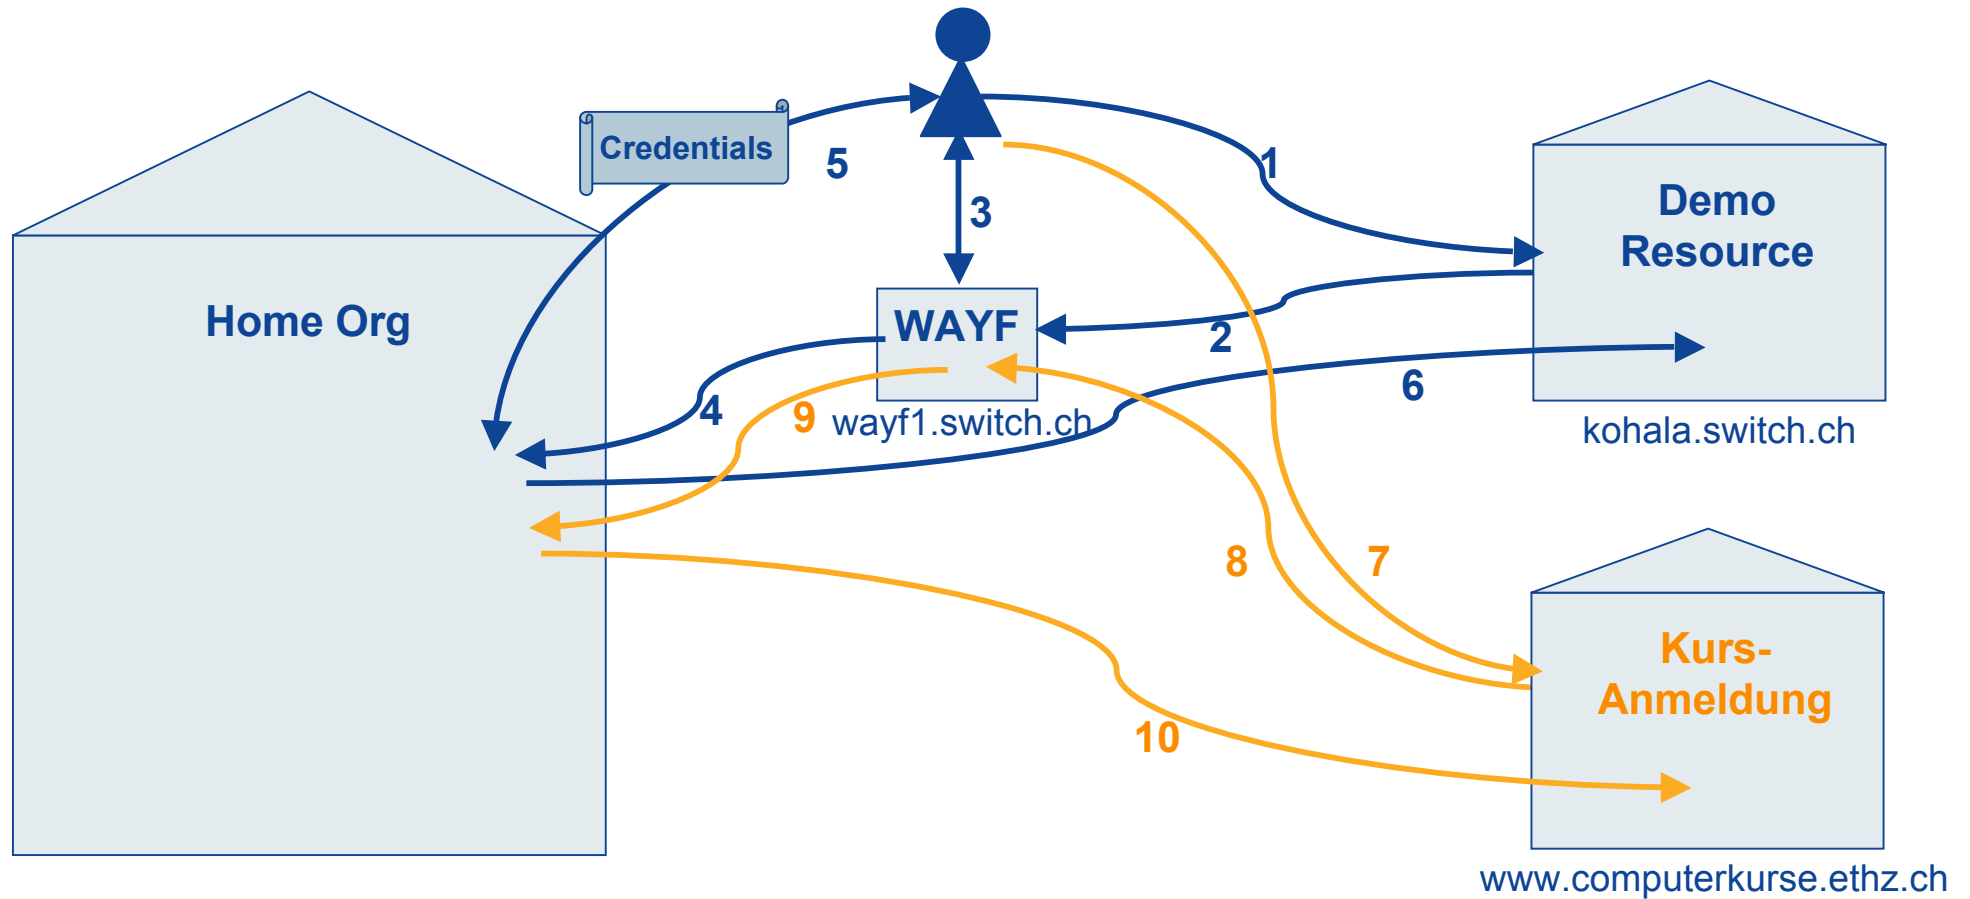 Credentials
5
1
3
Demo
Resource
Home Org
WAYF
2
6
4
9
wayf1.switch.ch
kohala.switch.ch
8
7
Kurs-
Anmeldung
10
www.computerkurse.ethz.ch